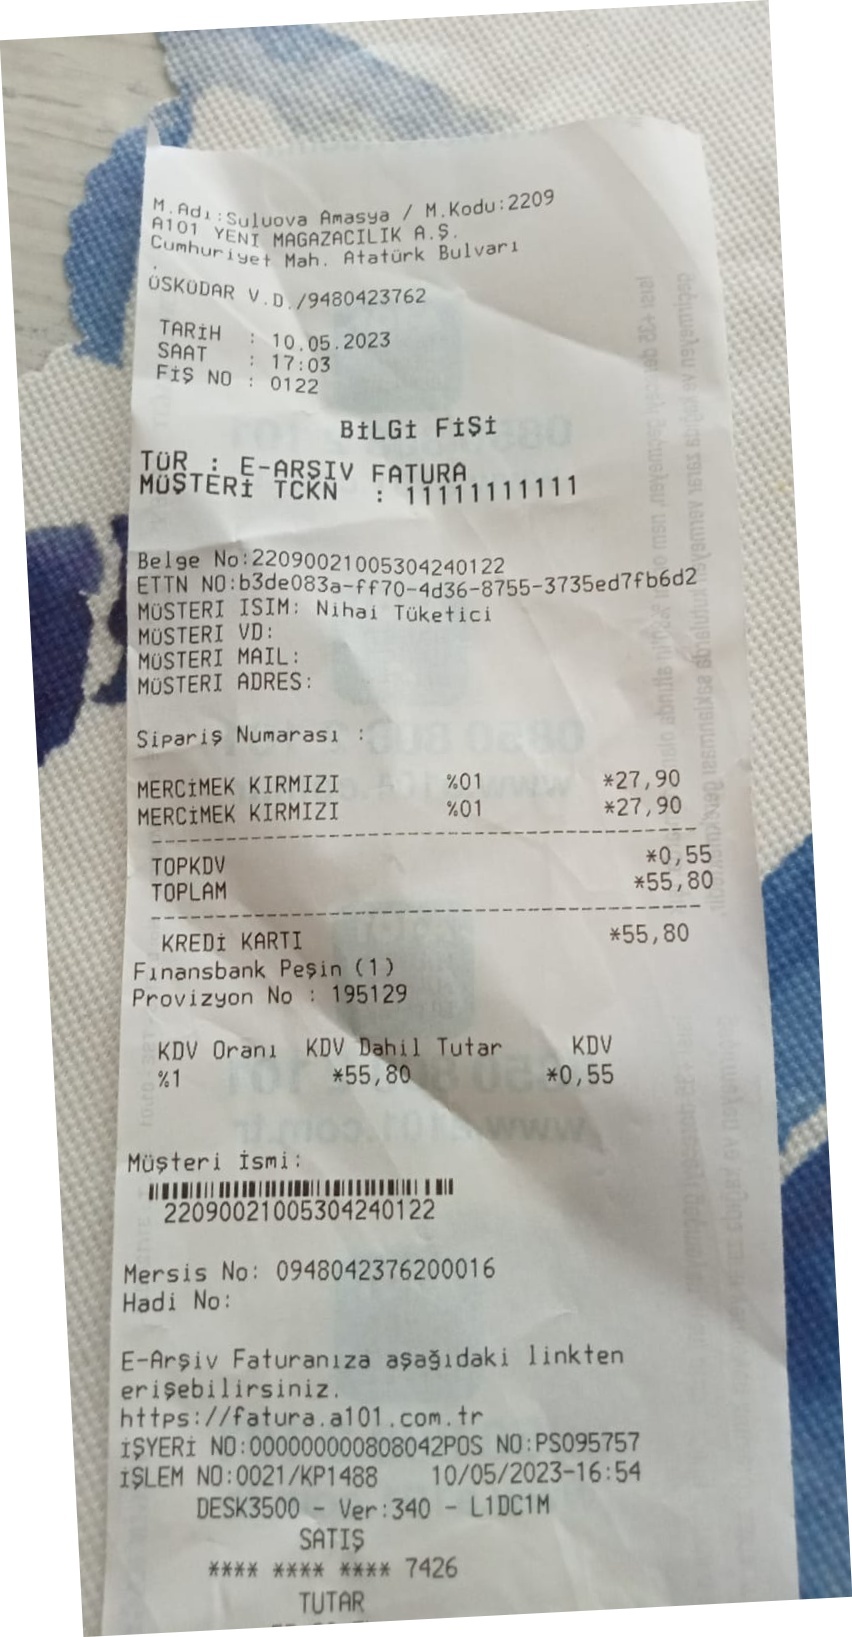 M.Adı:Suluova Amasya / M.Kodu:2209
A101 YENI MAGAZACILIK A.Ş.
Cumhuriyet Mah. Atatürk Bulvarı
.
ÜSKÜDAR V.D./9480423762
TARİH : 10.05.2023
SAAT : 17:03
FİŞ NO : 0122
BİLGİ FİŞİ
TÜR : E-ARŞIV FATURA
MÜŞTERİ TCKN : 11111111111
Belge No:22090021005304240122
ETTN NO:b3de083a-ff70-4d36-8755-3735ed7fb6d2
MÜSTERI ISIM: Nihai Tüketici
MÜSTERI VD:
MÜSTERI MAIL:
MÜSTERI ADRES:
Sipariş Numarası :
MERCİMEK KIRMIZI %01 *27,90
MERCİMEK KIRMIZI %01 *27,90
TOPKDV *0,55
TOPLAM *55,80
KREDİ KARTI *55,80
Fınansbank Peşin (1)
Provizyon No : 195129
KDV Oranı KDV Dahil Tutar KDV
%1 *55,80 *0,55
Müşteri İsmi:
22090021005304240122
Mersis No: 0948042376200016
Hadi No:
E-Arşiv Faturanıza aşağıdaki linkten
erişebilirsiniz.
https://fatura.a101.com.tr
İŞYERİ NO:000000000808042POS NO:PS095757
İŞLEM NO:0021/KP1488 10/05/2023-16:54
DESK3500 - Ver:340 - L1DC1M
SATIŞ
**** **** **** 7426
TUTAR